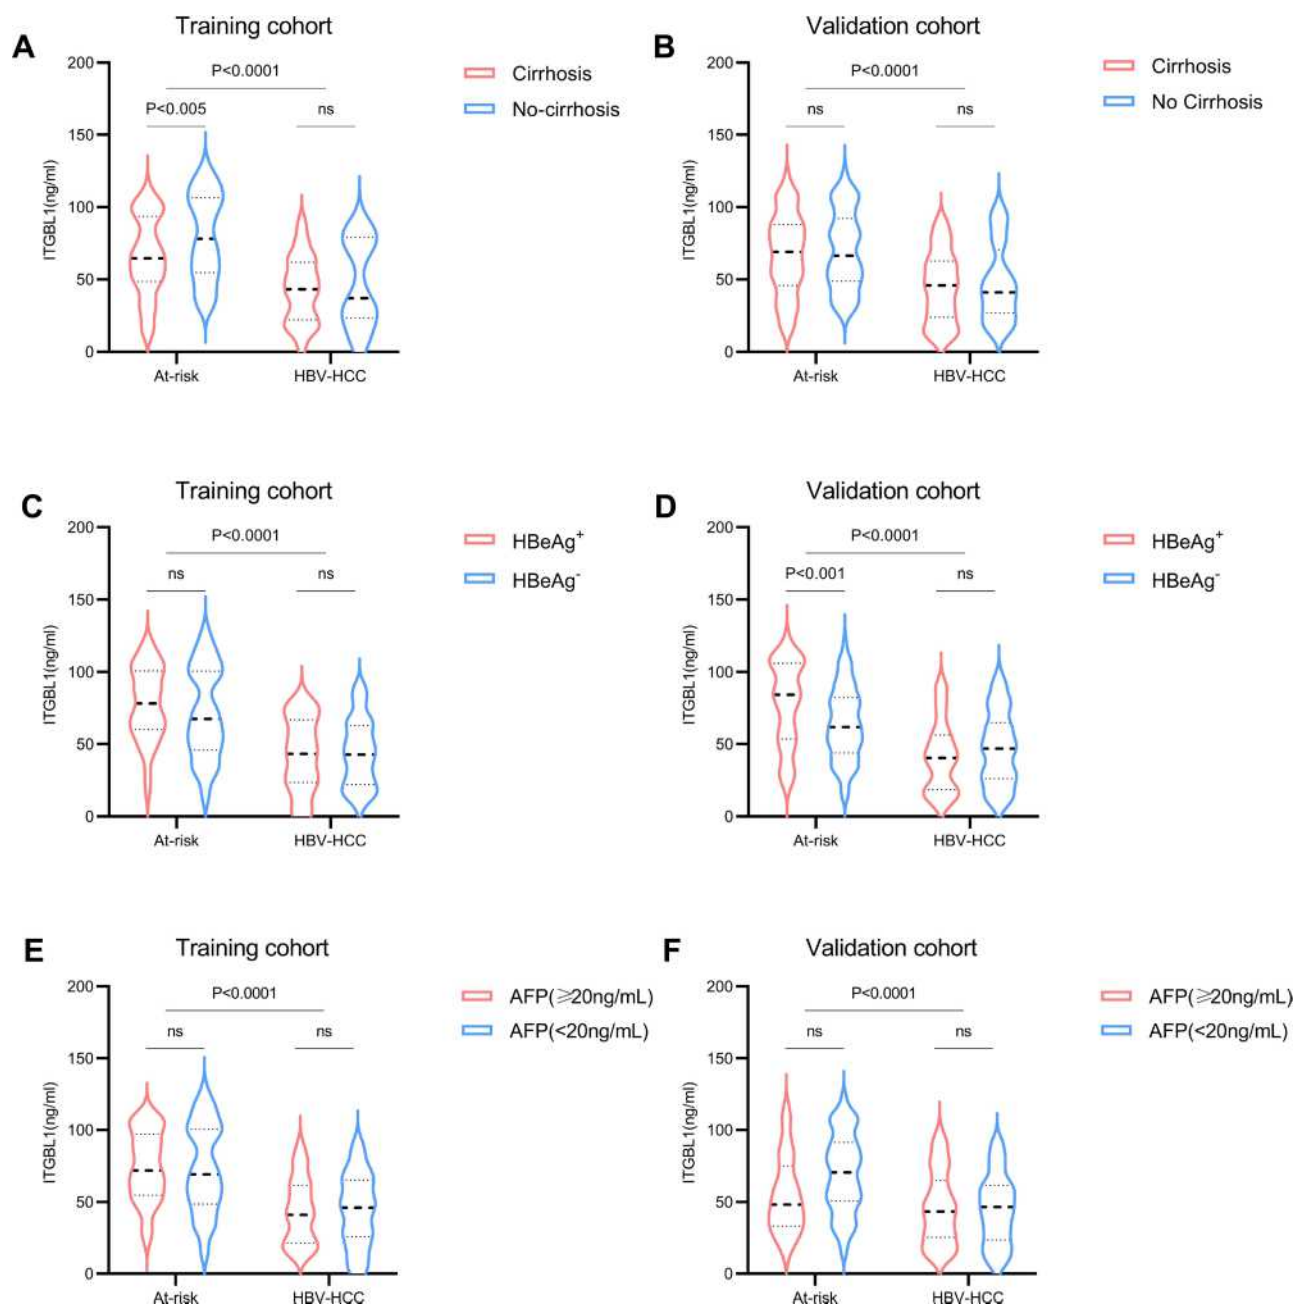 A
Training cohort
200
150
100
50
0
ITGBL1(ng/ml)
P<0.0001
P<0.005
ns
Cirrhosis
No-cirrhosis
At-risk
HBV-HCC
B
Validation cohort
200
150
100
50
0
ITGBL1(ng/ml)
P<0.0001
ns
ns
Cirrhosis
No Cirrhosis
At-risk
HBV-HCC
C
Training cohort
200
150
100
50
0
ITGBL1(ng/ml)
P<0.0001
ns
ns
HBeAg⁺
HBeAg⁻
At-risk
HBV-HCC
D
Validation cohort
200
150
100
50
0
ITGBL1(ng/ml)
P<0.0001
P<0.001
ns
HBeAg⁺
HBeAg⁻
At-risk
HBV-HCC
E
Training cohort
200
150
100
50
0
ITGBL1(ng/ml)
P<0.0001
ns
ns
AFP(⩾20ng/mL)
AFP(<20ng/mL)
At-risk
HBV-HCC
F
Validation cohort
200
150
100
50
0
ITGBL1(ng/ml)
P<0.0001
ns
ns
AFP(⩾20ng/mL)
AFP(<20ng/mL)
At-risk
HBV-HCC